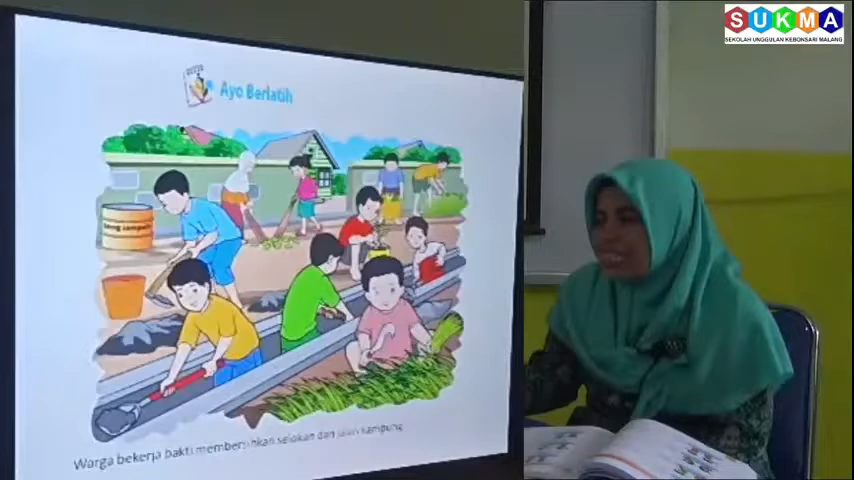 SUKMA
SEKOLAH UNGGULAN KEBONSARI MALANG
Ayo Berlatih
tong sampah
Warga bekerja bakti membersihkan selokan dan jalan kampung